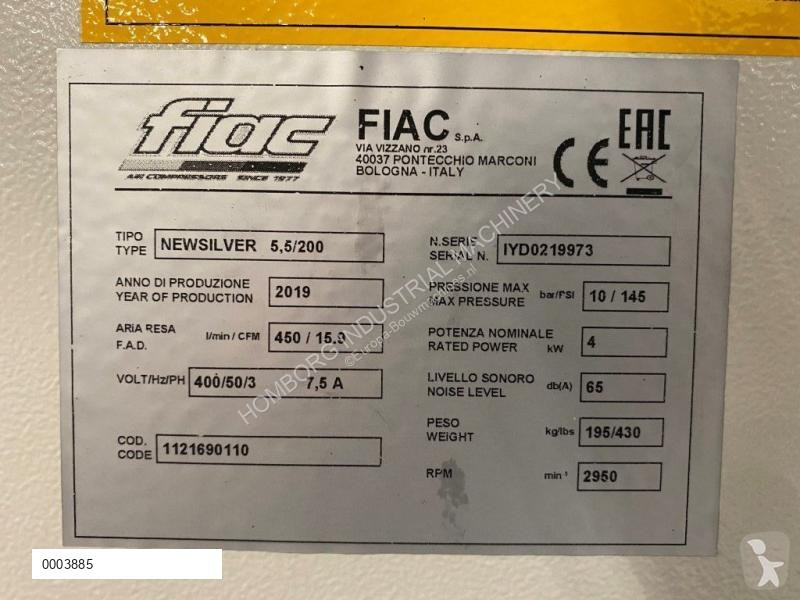 fiac
AIR COMPRESSORS SINCE 1977
FIAC S.p.A.
VIA VIZZANO nr.23
40037 PONTECCHIO MARCONI
BOLOGNA - ITALY
CE
EAC
TIPO
TYPE
NEWSILVER 5,5/200
N.SERIE
SERIAL N.
IYD0219973
ANNO DI PRODUZIONE
YEAR OF PRODUCTION
2019
PRESSIONE MAX
MAX PRESSURE
bar/PSI
10 / 145
ARIA RESA
F.A.D.
l/min / CFM
450 / 15.9
POTENZA NOMINALE
RATED POWER
kW
4
VOLT/Hz/PH
400/50/3 7,5 A
LIVELLO SONORO
NOISE LEVEL
db(A)
65
PESO
WEIGHT
kg/lbs
195/430
COD.
CODE
1121690110
RPM
min ¹
2950
HOMBORG INDUSTRIAL MACHINERY
©Europa-Bouwmachines.nl
0003885